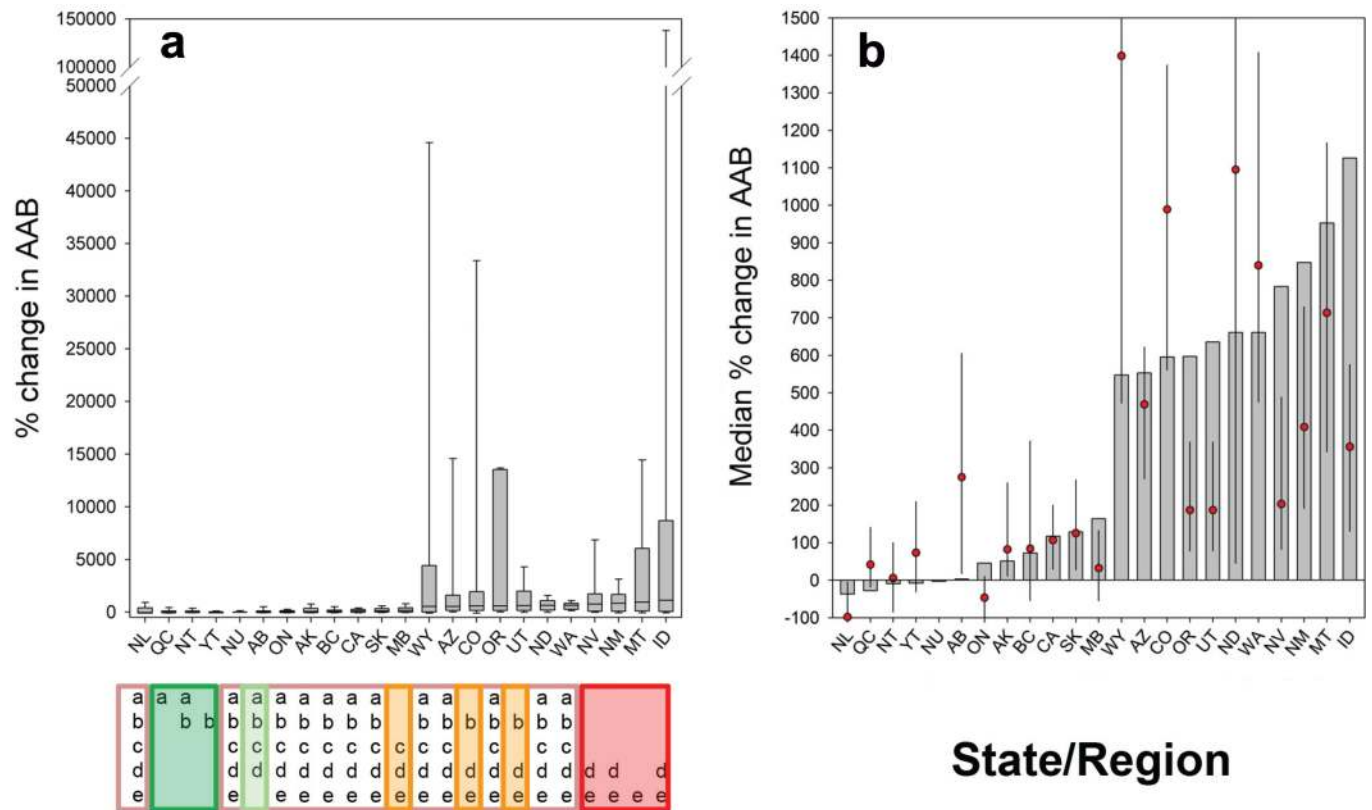 a
150000
100000
50000
45000
40000
35000
30000
25000
20000
15000
10000
5000
0
% change in AAB
NL QC NT YT NU AB ON AK BC CA SK MB WY AZ CO OR UT ND WA NV NM MT ID
a a a a a a a a a a a a a a a
b b b b b b b b b b b b b b b b b
c c c c c c c c c c c c c c c c
d d d d d d d d d d d d d d d d d d d
e e e e e e e e e e e e e e e e e e e
b
1500
1400
1300
1200
1100
1000
900
800
700
600
500
400
300
200
100
0
-100
Median % change in AAB
NL QC NT YT NU AB ON AK BC CA SK MB WY AZ CO OR UT ND WA NV NM MT ID
State/Region